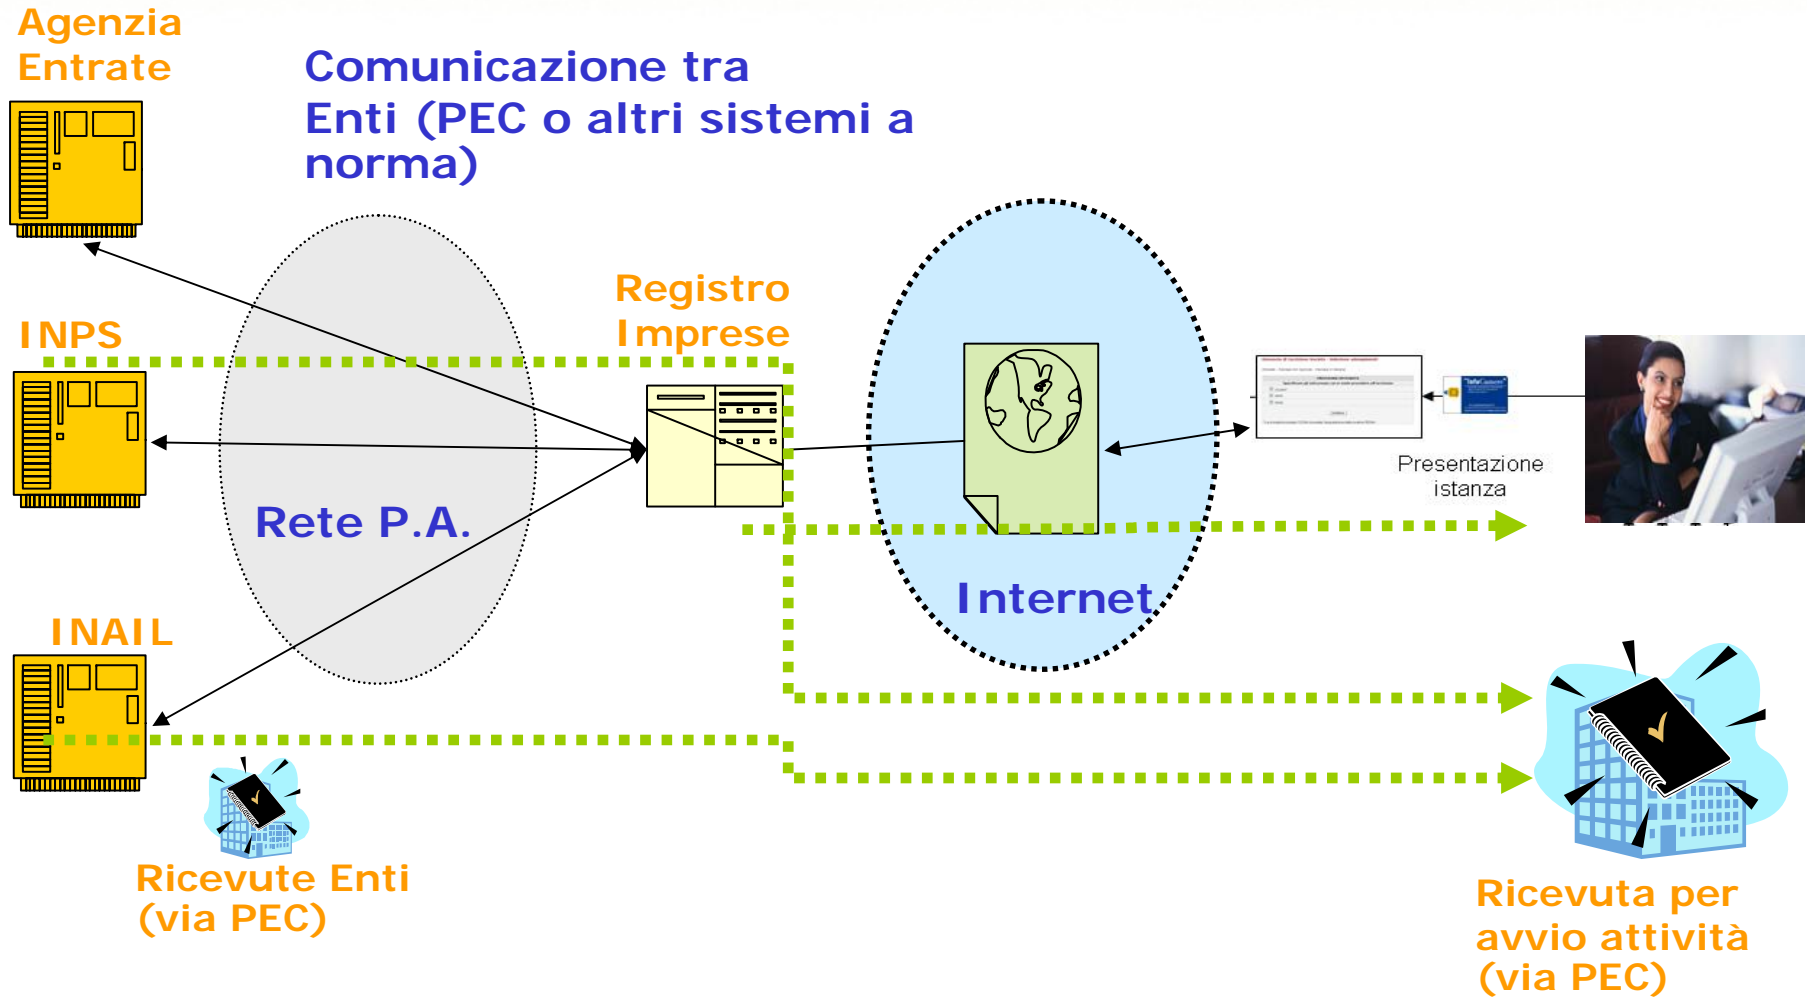 Agenzia
Entrate
Comunicazione tra
Enti (PEC o altri sistemi a
norma)
Registro
Imprese
INPS
Rete P.A.
Internet
Presentazione
istanza
INAIL
Ricevute Enti
(via PEC)
Ricevuta per
avvio attività
(via PEC)